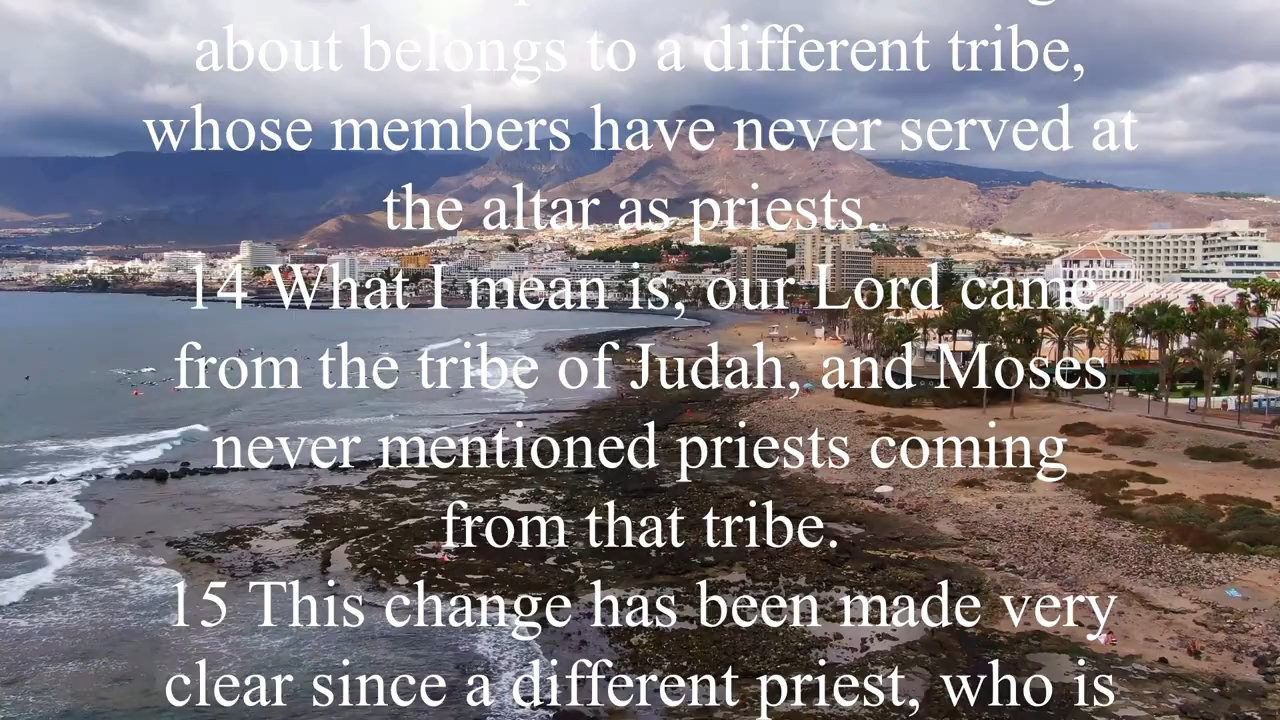 about belongs to a different tribe,
whose members have never served at
the altar as priests.
14 What I mean is, our Lord came
from the tribe of Judah, and Moses
never mentioned priests coming
from that tribe.
15 This change has been made very
clear since a different priest, who is